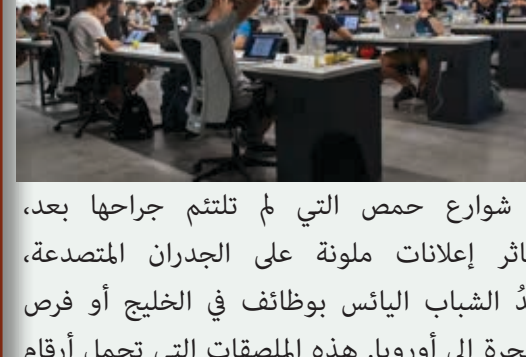 شوارع حمص التي لم تلتئم جراحها بعد،
إعلانات ملونة على الجدران المتصدعة،
الشباب اليائس بوظائف في الخليج أو فرص
إلى أوروبا. هذه الملصقات التي تحمل أرقام